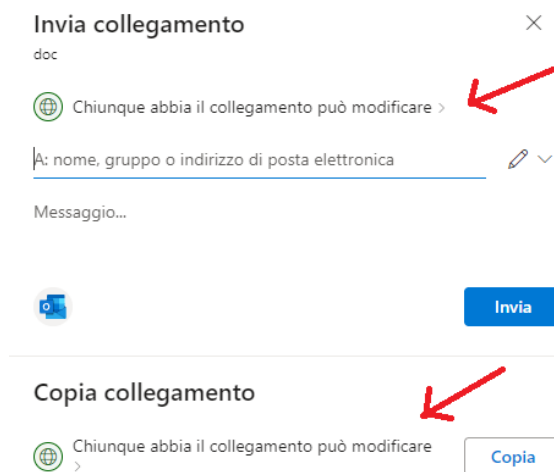 Invia collegamento
doc
Chiunque abbia il collegamento può modificare >
A: nome, gruppo o indirizzo di posta elettronica
Messaggio...
Invia
Copia collegamento
Chiunque abbia il collegamento può modificare
>
Copia